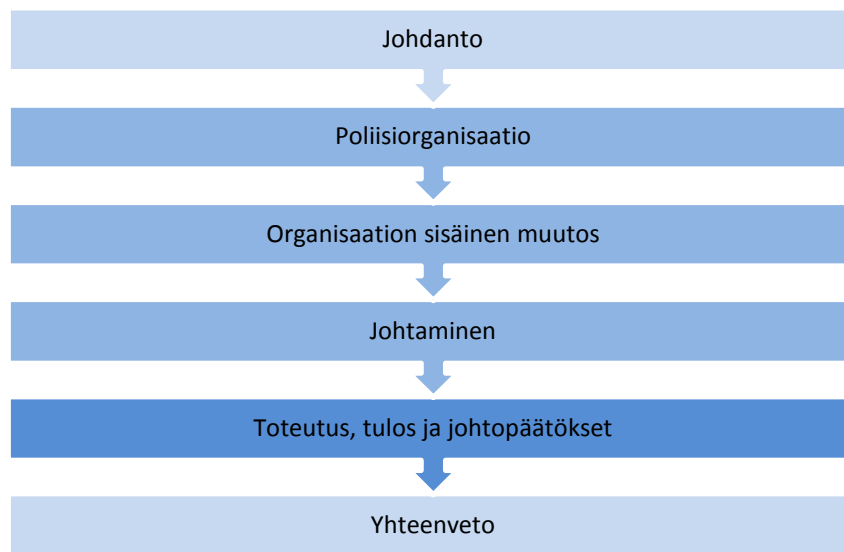 Johdanto
Poliisiorganisaatio
Organisaation sisäinen muutos
Johtaminen
Toteutus, tulos ja johtopäätökset
Yhteenveto